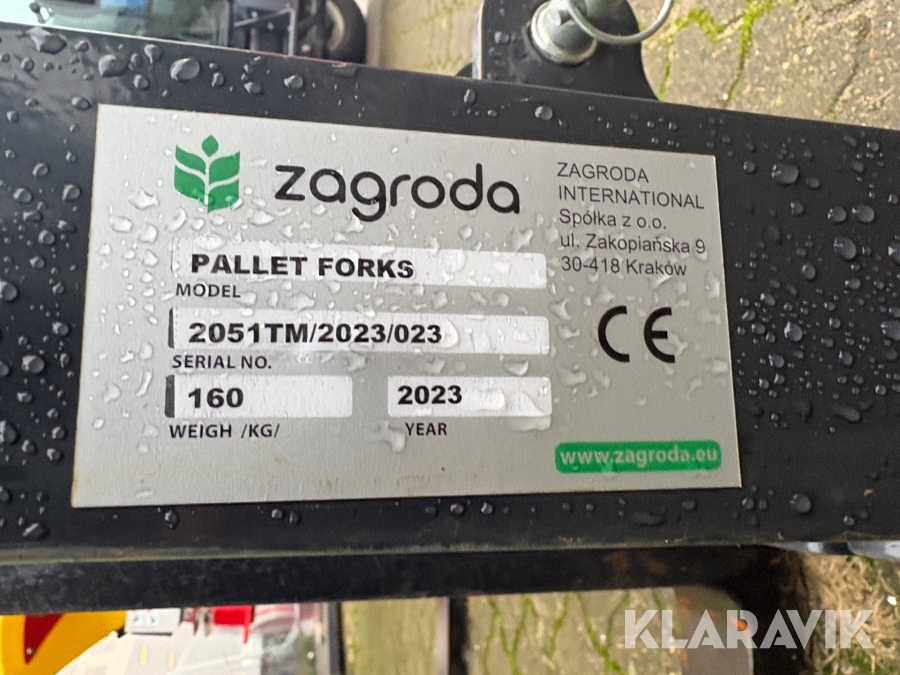 zagroda
ZAGRODA
INTERNATIONAL
Spółka z o.o.
ul. Zakopiańska 9
30-418 Kraków
PALLET FORKS
MODEL
2051TM/2023/023
SERIAL NO.
160
2023
WEIGH /KG/
YEAR
CE
www.zagroda.eu
KLARAVIK